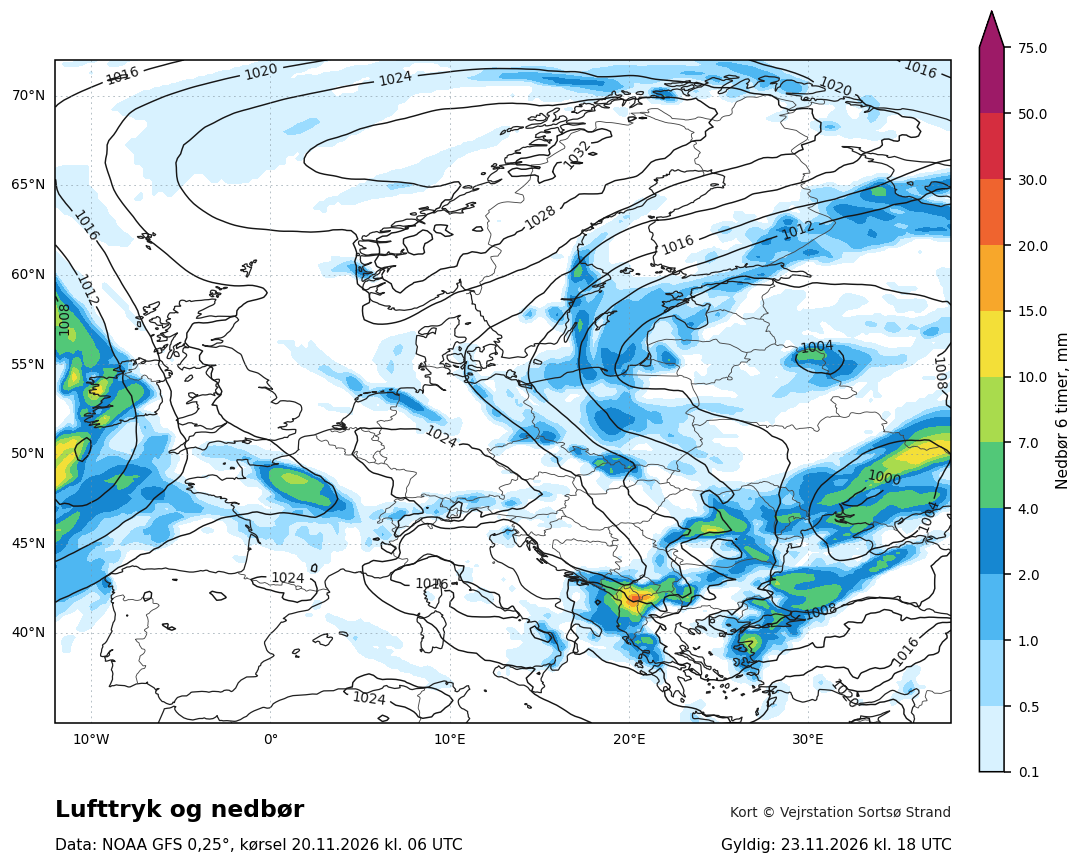 1016
1020
1024
1020
1016
70°N
75.0
50.0
1032
65°N
30.0
1028
1016
1016
1012
20.0
60°N
1012
1008
15.0
1004
55°N
1008
10.0
1024
50°N
7.0
1000
4.0
1004
45°N
2.0
1024
1016
1008
40°N
1.0
1016
1020
1024
0.5
0.1
10°W
0°
10°E
20°E
30°E
Nedbør 6 timer, mm
Lufttryk og nedbør
Kort © Vejrstation Sortsø Strand
Data: NOAA GFS 0,25°, kørsel 20.11.2026 kl. 06 UTC
Gyldig: 23.11.2026 kl. 18 UTC